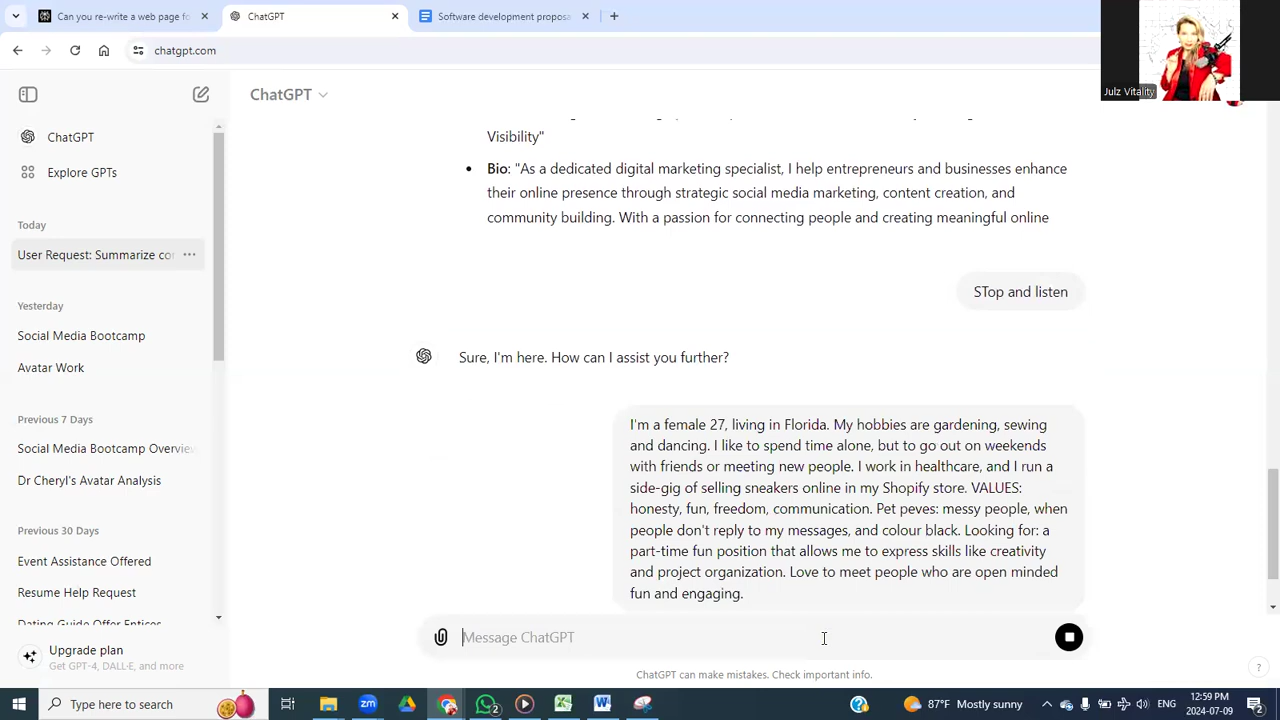 Can you re-write a web page fo
ChatGPT
Software development proposa
chatgpt.com
Julz Vitality
ChatGPT
ChatGPT
Explore GPTs
Today
User Request: Summarize cor
Yesterday
Social Media Bootcamp
Avatar Work
Previous 7 Days
Social Media Bootcamp Overview
Dr Cheryl's Avatar Analysis
Previous 30 Days
Event Assistance Offered
Resume Help Request
Dating Guide Offer Entices
Upgrade plan
Get GPT-4, DALL·E, and more
Visibility"
• Bio: "As a dedicated digital marketing specialist, I help entrepreneurs and businesses enhance
their online presence through strategic social media marketing, content creation, and
community building. With a passion for connecting people and creating meaningful online
STop and listen
Sure, I'm here. How can I assist you further?
I'm a female 27, living in Florida. My hobbies are gardening, sewing
and dancing. I like to spend time alone, but to go out on weekends
with friends or meeting new people. I work in healthcare, and I run a
side-gig of selling sneakers online in my Shopify store. VALUES:
honesty, fun, freedom, communication. Pet peves: messy people, when
people don't reply to my messages, and colour black. Looking for: a
part-time fun position that allows me to express skills like creativity
and project organization. Love to meet people who are open minded
fun and engaging.
Message ChatGPT
ChatGPT can make mistakes. Check important info.
?
Type here to search
2
87°F Mostly sunny
ENG
12:59 PM
2024-07-09
2